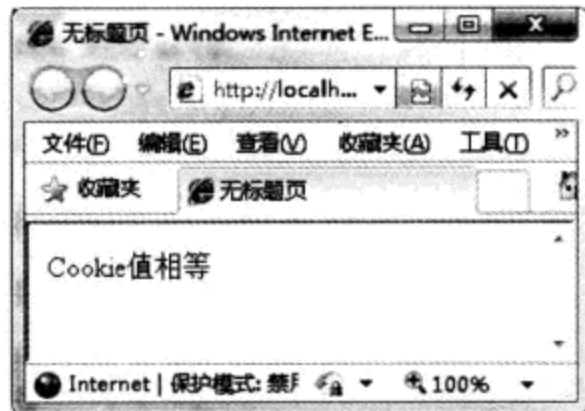 无标题页 - Windows Internet E...
http://localh...
文件(F) 编辑(E) 查看(V) 收藏夹(A) 工具(T) »
收藏夹 无标题页
Cookie值相等
Internet | 保护模式: 禁 100%